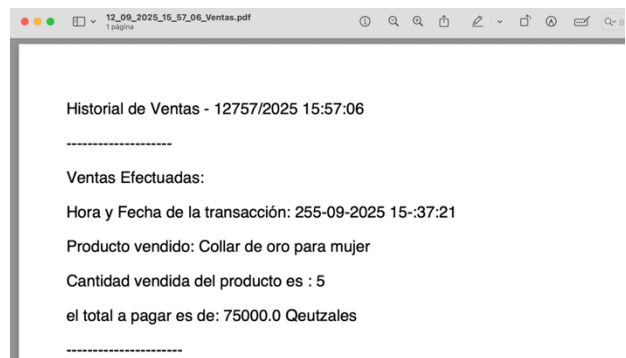 12_09_2025_15_57_06_Ventas.pdf
1 página
Historial de Ventas - 12757/2025 15:57:06
--------------------
Ventas Efectuadas:
Hora y Fecha de la transacción: 255-09-2025 15-:37:21
Producto vendido: Collar de oro para mujer
Cantidad vendida del producto es : 5
el total a pagar es de: 75000.0 Qeutzales
----------------------